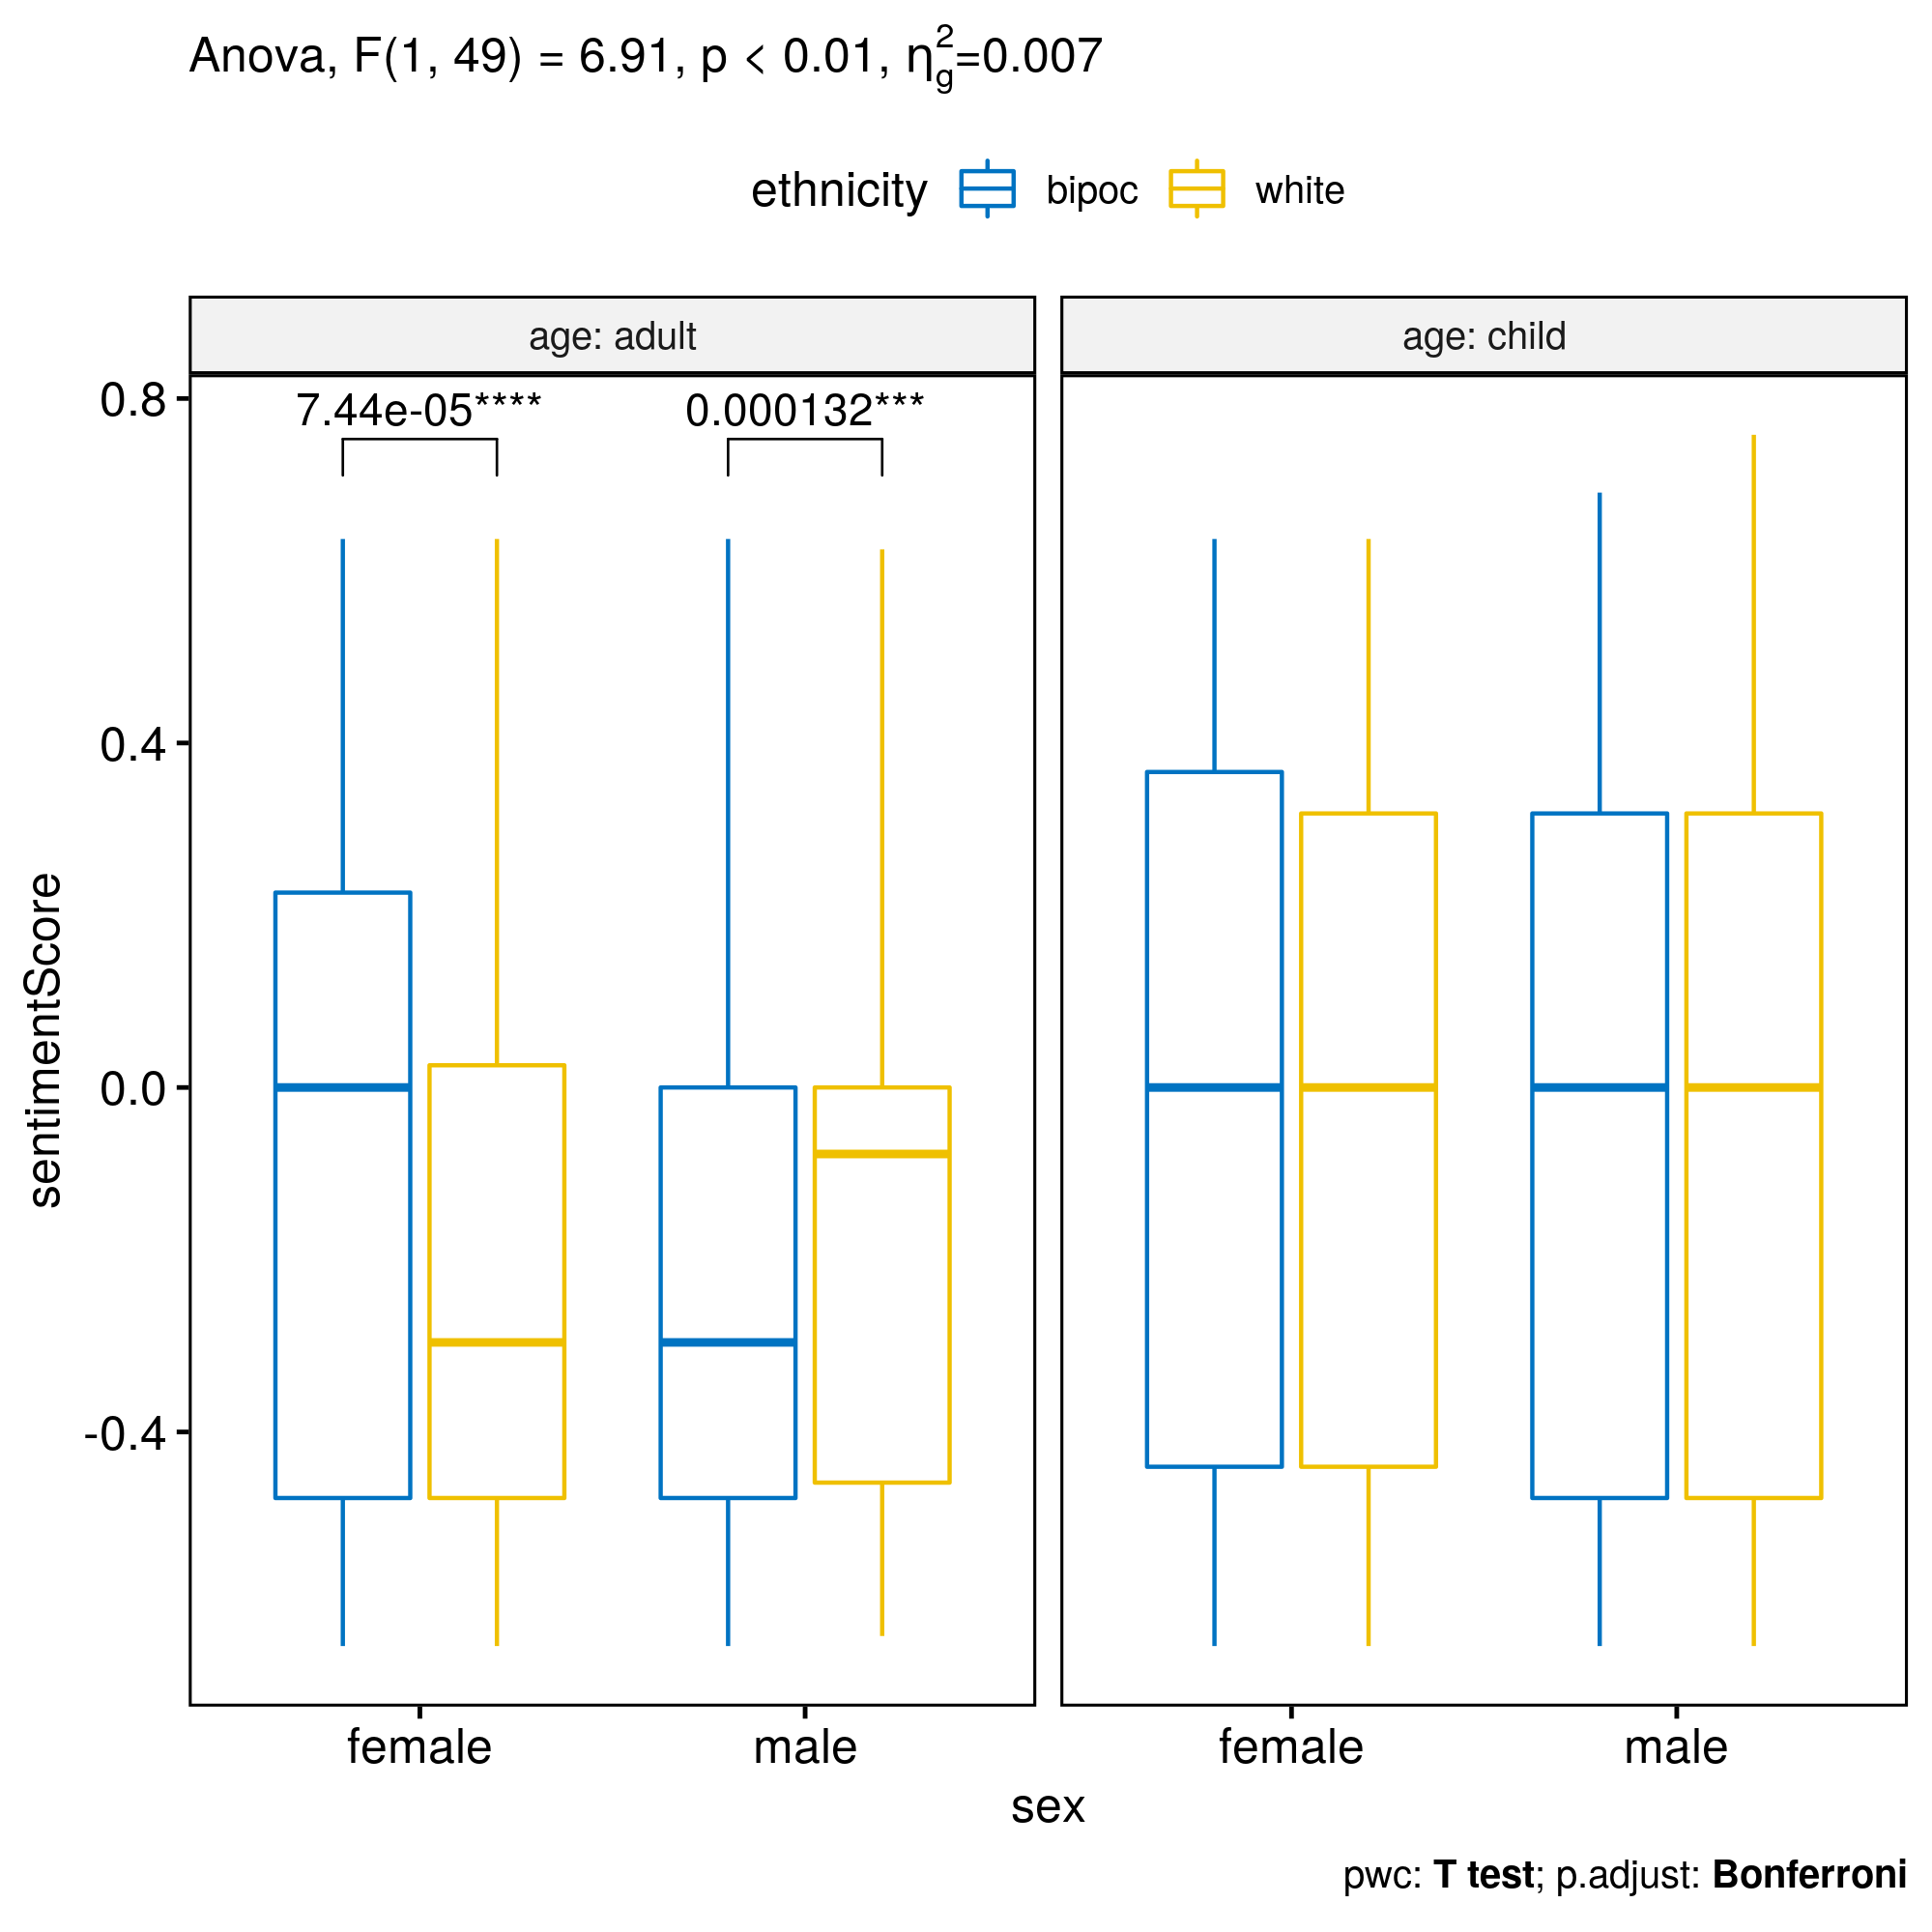 Anova, F(1, 49) = 6.91, p < 0.01, η²g=0.007
ethnicity bipoc white
age: adult age: child
7.44e-05**** 0.000132***
0.8
0.4
0.0
-0.4
sentimentScore
female male female male
sex
pwc: T test; p.adjust: Bonferroni